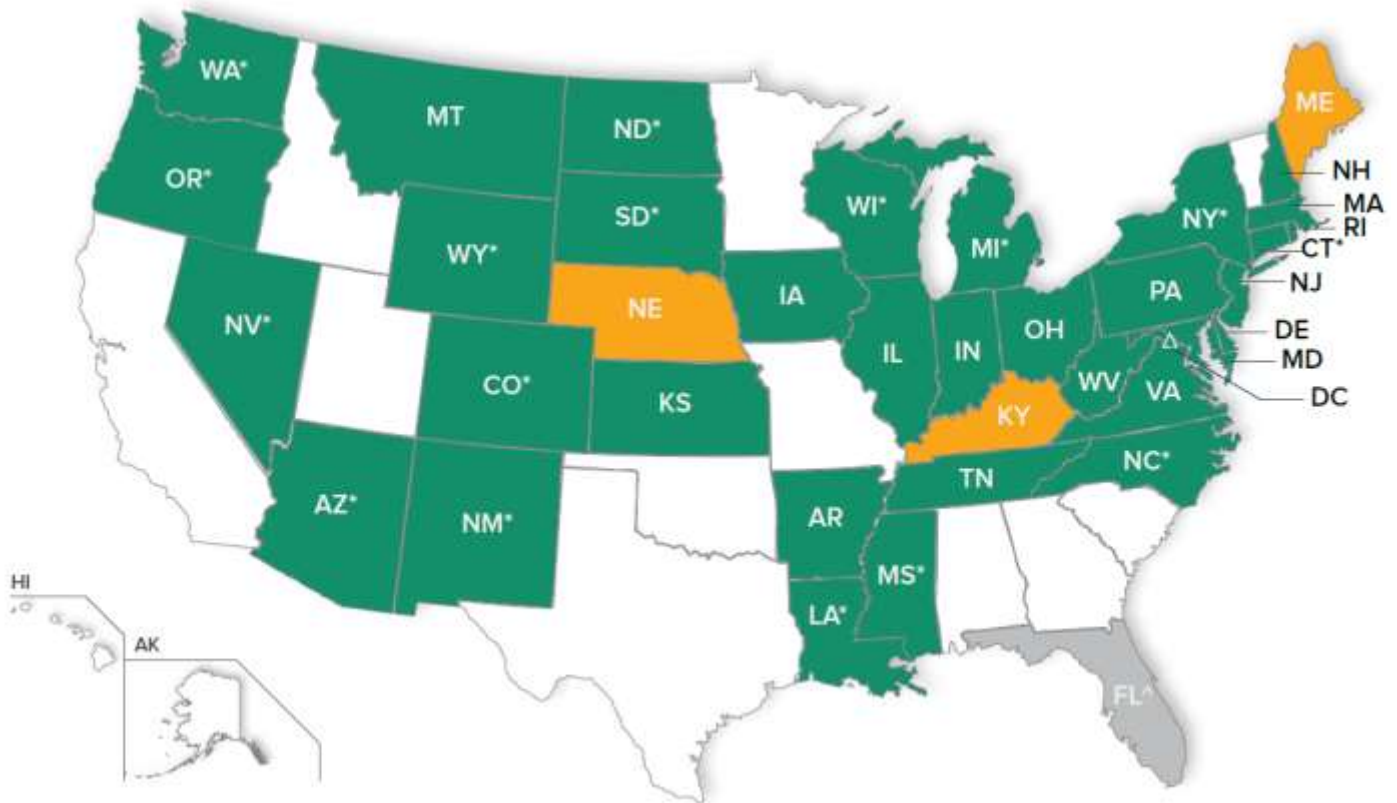 WA*
ME
MT
ND*
OR*
NH
MA
WI*
NY*
RI
SD*
MI*
CT*
WY*
IA
PA
NJ
NE
NV*
OH
DE
IL
IN
MD
CO*
WV
VA
DC
KS
KY
NC*
TN
AZ*
NM*
AR
MS*
HI
LA*
AK
FL^